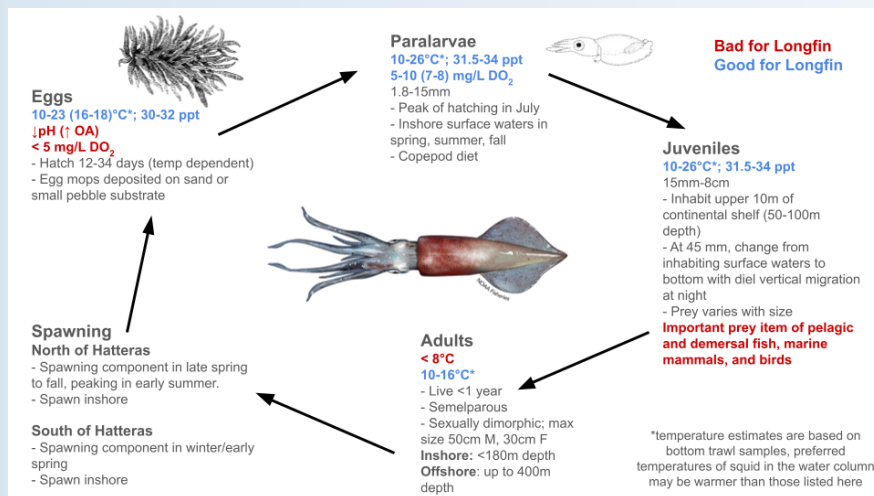 Bad for Longfin
Good for Longfin
Eggs
10-23 (16-18)°C*; 30-32 ppt
↓pH (↑ OA)
< 5 mg/L DO₂
- Hatch 12-34 days (temp dependent)
- Egg mops deposited on sand or
small pebble substrate
Paralarvae
10-26°C*; 31.5-34 ppt
5-10 (7-8) mg/L DO₂
1.8-15mm
- Peak of hatching in July
- Inshore surface waters in
spring, summer, fall
- Copepod diet
Juveniles
10-26°C*; 31.5-34 ppt
15mm-8cm
- Inhabit upper 10m of
continental shelf (50-100m
depth)
- At 45 mm, change from
inhabiting surface waters to
bottom with diel vertical migration
at night
- Prey varies with size
Important prey item of pelagic
and demersal fish, marine
mammals, and birds
NOAA Fisheries
Adults
< 8°C
10-16°C*
- Live <1 year
- Semelparous
- Sexually dimorphic; max
size 50cm M, 30cm F
Inshore: <180m depth
Offshore: up to 400m
depth
Spawning
North of Hatteras
- Spawning component in late spring
to fall, peaking in early summer.
- Spawn inshore
South of Hatteras
- Spawning component in winter/early
spring
- Spawn inshore
*temperature estimates are based on
bottom trawl samples, preferred
temperatures of squid in the water column
may be warmer than those listed here